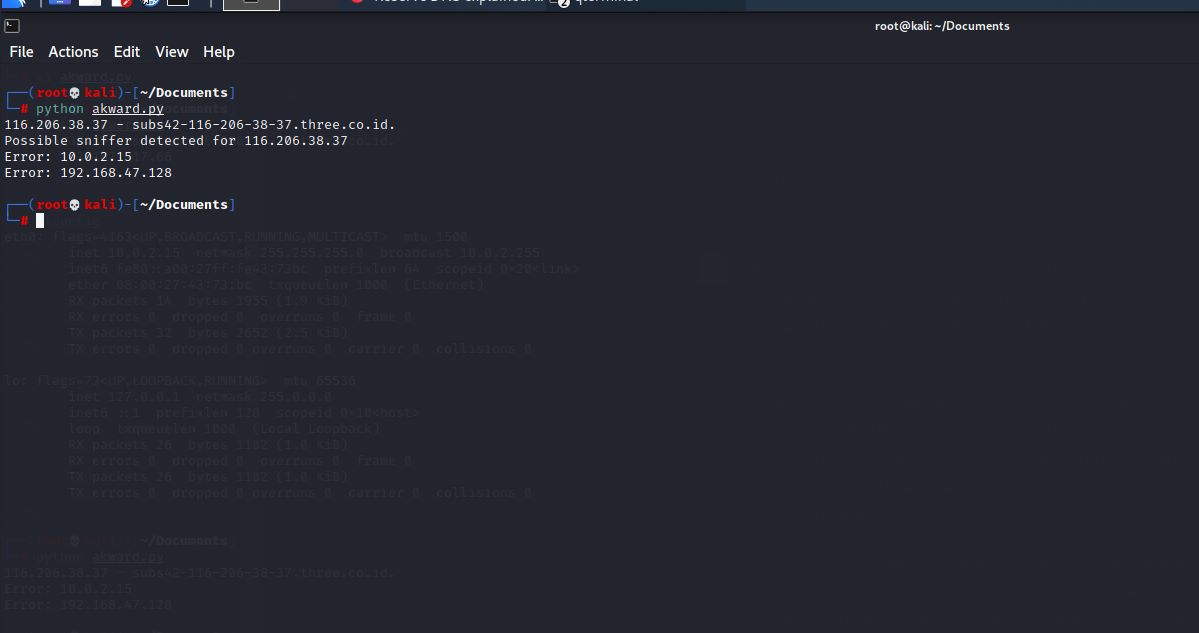 root@kali: ~/Documents
File Actions Edit View Help
(root💀kali)-[~/Documents]
# python akward.py
116.206.38.37 - subs42-116-206-38-37.three.co.id.
Possible sniffer detected for 116.206.38.37
Error: 10.0.2.15
Error: 192.168.47.128
(root💀kali)-[~/Documents]
#
eth0: flags=4163<UP,BROADCAST,RUNNING,MULTICAST> mtu 1500
inet 10.0.2.15 netmask 255.255.255.0 broadcast 10.0.2.255
inet6 fe80::a00:27ff:fe43:73bc prefixlen 64 scopeid 0×20<link>
ether 08:00:27:43:73:bc txqueuelen 1000 (Ethernet)
RX packets 14 bytes 1955 (1.9 KiB)
RX errors 0 dropped 0 overruns 0 frame 0
TX packets 32 bytes 2652 (2.5 KiB)
TX errors 0 dropped 0 overruns 0 carrier 0 collisions 0
lo: flags=73<UP,LOOPBACK,RUNNING> mtu 65536
inet 127.0.0.1 netmask 255.0.0.0
inet6 ::1 prefixlen 128 scopeid 0×10<host>
loop txqueuelen 1000 (Local Loopback)
RX packets 26 bytes 1102 (1.0 KiB)
RX errors 0 dropped 0 overruns 0 frame 0
TX packets 26 bytes 1102 (1.0 KiB)
TX errors 0 dropped 0 overruns 0 carrier 0 collisions 0
(root💀kali)-[~/Documents]
# python akward.py
116.206.38.37 - subs42-116-206-38-37.three.co.id.
Error: 10.0.2.15
Error: 192.168.47.128